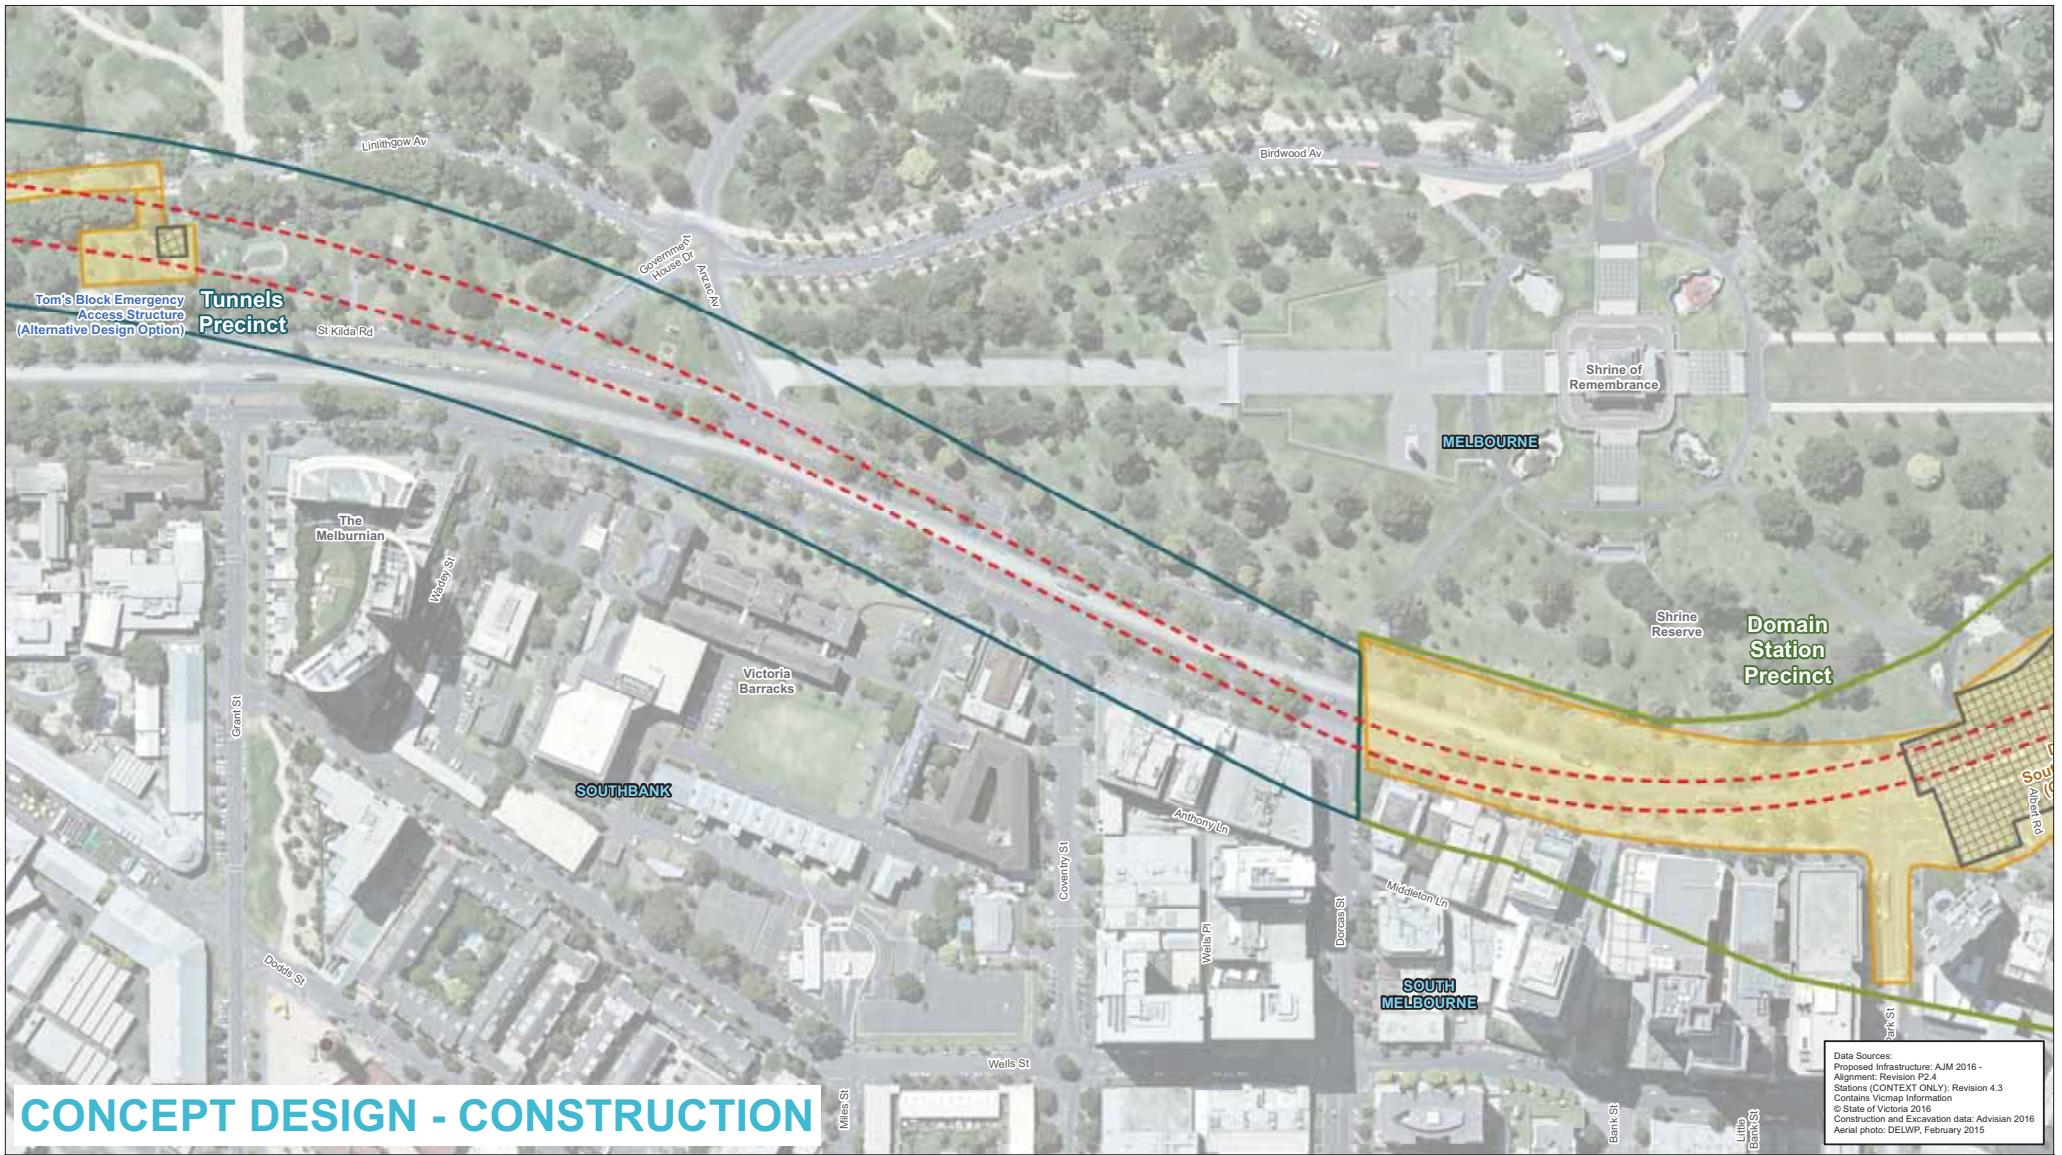 Linlithgow Av
Birdwood Av
Government
House Dr
Anzac Av
Tom's Block Emergency
Access Structure
(Alternative Design Option)
Tunnels
Precinct
St Kilda Rd
Shrine of
Remembrance
MELBOURNE
The
Melburnian
Wadey St
Shrine
Reserve
Domain
Station
Precinct
Victoria
Barracks
Grant St
SOUTHBANK
Anthony Ln
Albert Rd
Coventry St
Middleton Ln
Wells Pl
Dorcas St
Dodds St
SOUTH
MELBOURNE
Park St
Wells St
Miles St
Bank St
Little
Bank St
CONCEPT DESIGN - CONSTRUCTION
Data Sources:
Proposed Infrastructure: AJM 2016 -
Alignment: Revision P2.4
Stations (CONTEXT ONLY): Revision 4.3
Contains Vicmap Information
© State of Victoria 2016
Construction and Excavation data: Advisian 2016
Aerial photo: DELWP, February 2015